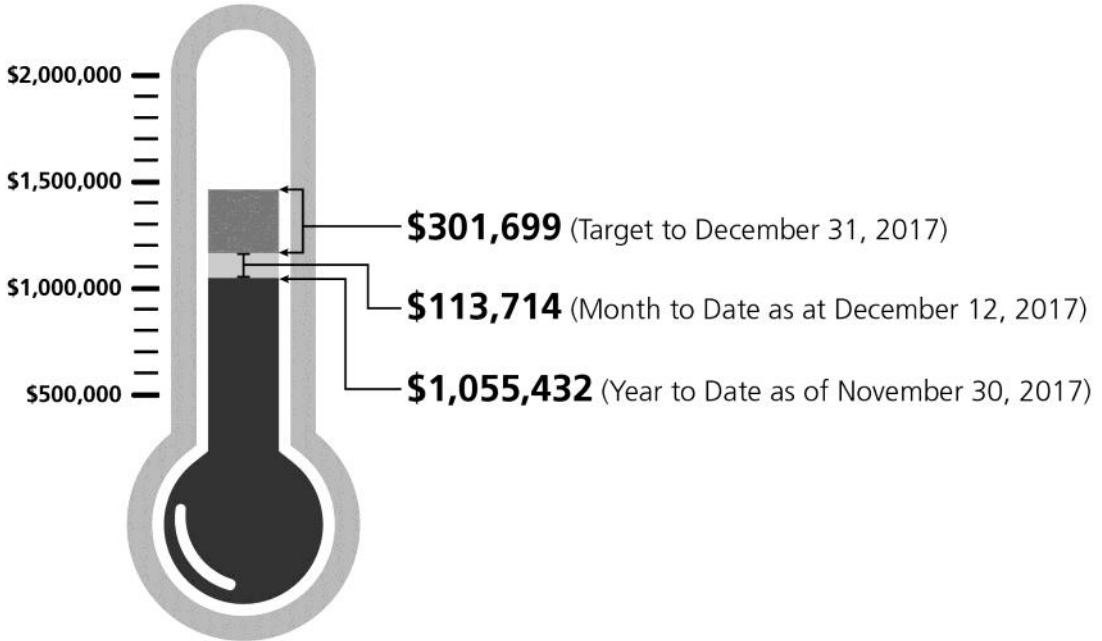 $2,000,000
$1,500,000
$301,699 (Target to December 31, 2017)
$1,000,000
$113,714 (Month to Date as at December 12, 2017)
$500,000
$1,055,432 (Year to Date as of November 30, 2017)